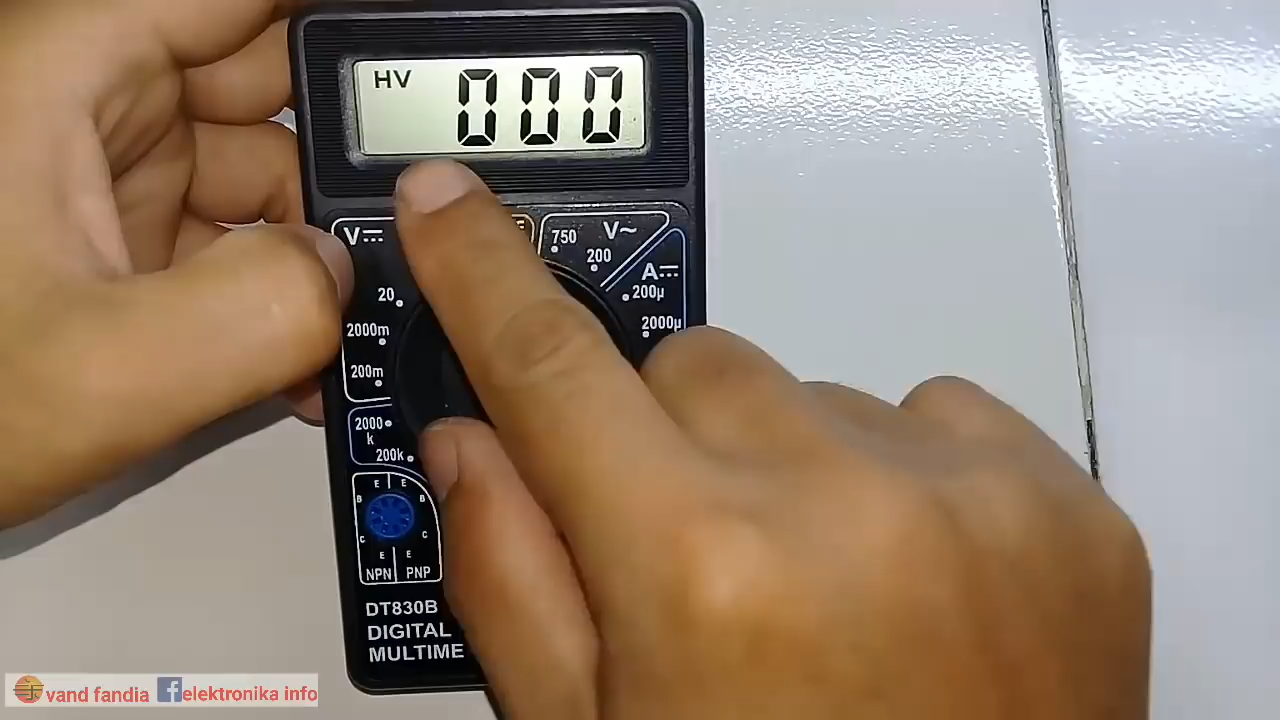 HV 000
V
750 V~
200
A
200µ
2000µ
20
2000m
200m
2000
k
200k
E E
B B
C C
E E
NPN PNP
DT830B
DIGITAL
MULTIME
vand fandia elektronika info